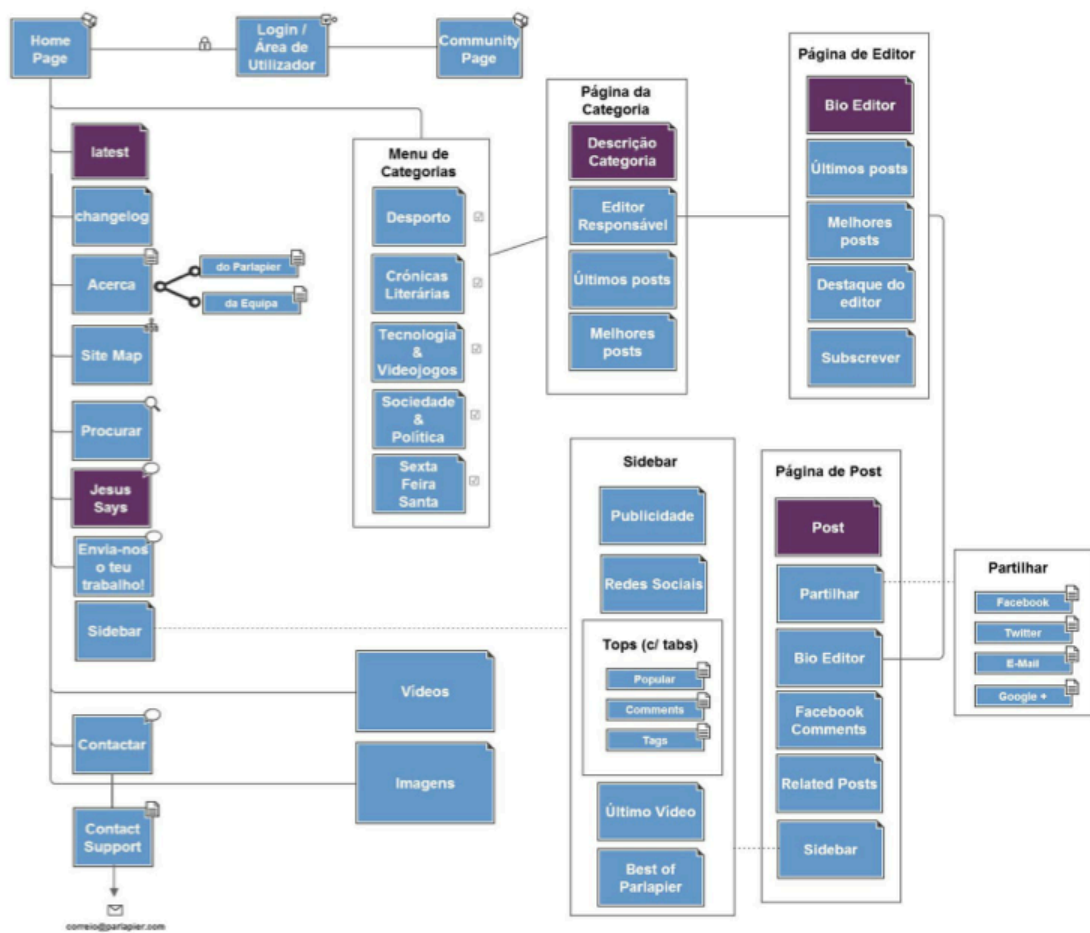 Home
Page
Login /
Área de
Utilizador
Community
Page
latest
changelog
Acerca
do Parlapier
da Equipa
Site Map
Procurar
Jesus
Says
Envia-nos
o teu
trabalho!
Sidebar
Contactar
Contact
Support
correio@parlapier.com
Menu de
Categorias
Desporto
Crónicas
Literárias
Tecnologia
&
Videojogos
Sociedade
&
Política
Sexta
Feira
Santa
Vídeos
Imagens
Página da
Categoria
Descrição
Categoria
Editor
Responsável
Últimos posts
Melhores
posts
Página de Editor
Bio Editor
Últimos posts
Melhores
posts
Destaque do
editor
Subscrever
Sidebar
Publicidade
Redes Sociais
Tops (c/ tabs)
Popular
Comments
Tags
Último Vídeo
Best of
Parlapier
Página de Post
Post
Partilhar
Bio Editor
Facebook
Comments
Related Posts
Sidebar
Partilhar
Facebook
Twitter
E-Mail
Google +